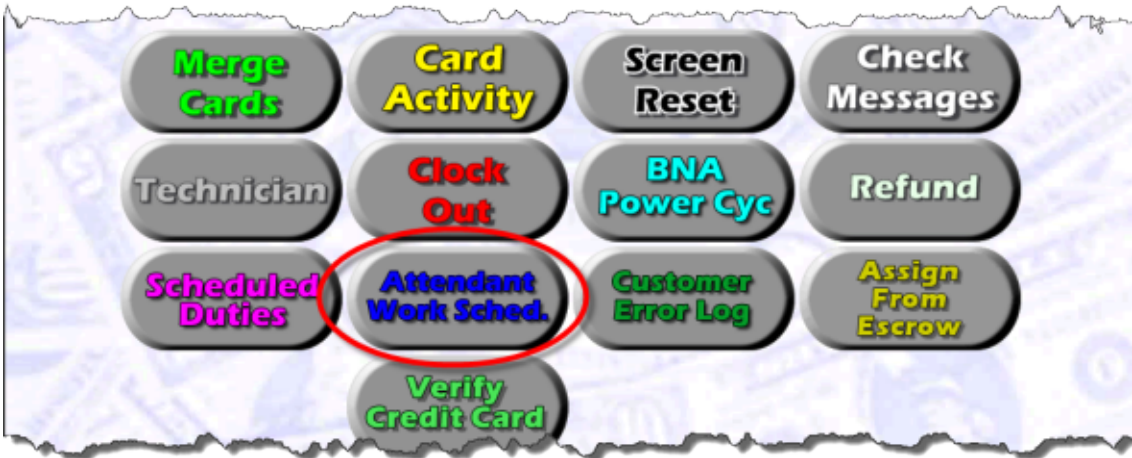 Merge
Cards
Card
Activity
Screen
Reset
Check
Messages
Technician
Clock
Out
BNA
Power Cyc
Refund
Scheduled
Duties
Attendant
Work Sched.
Customer
Error Log
Assign
From
Escrow
Verify
Credit Card